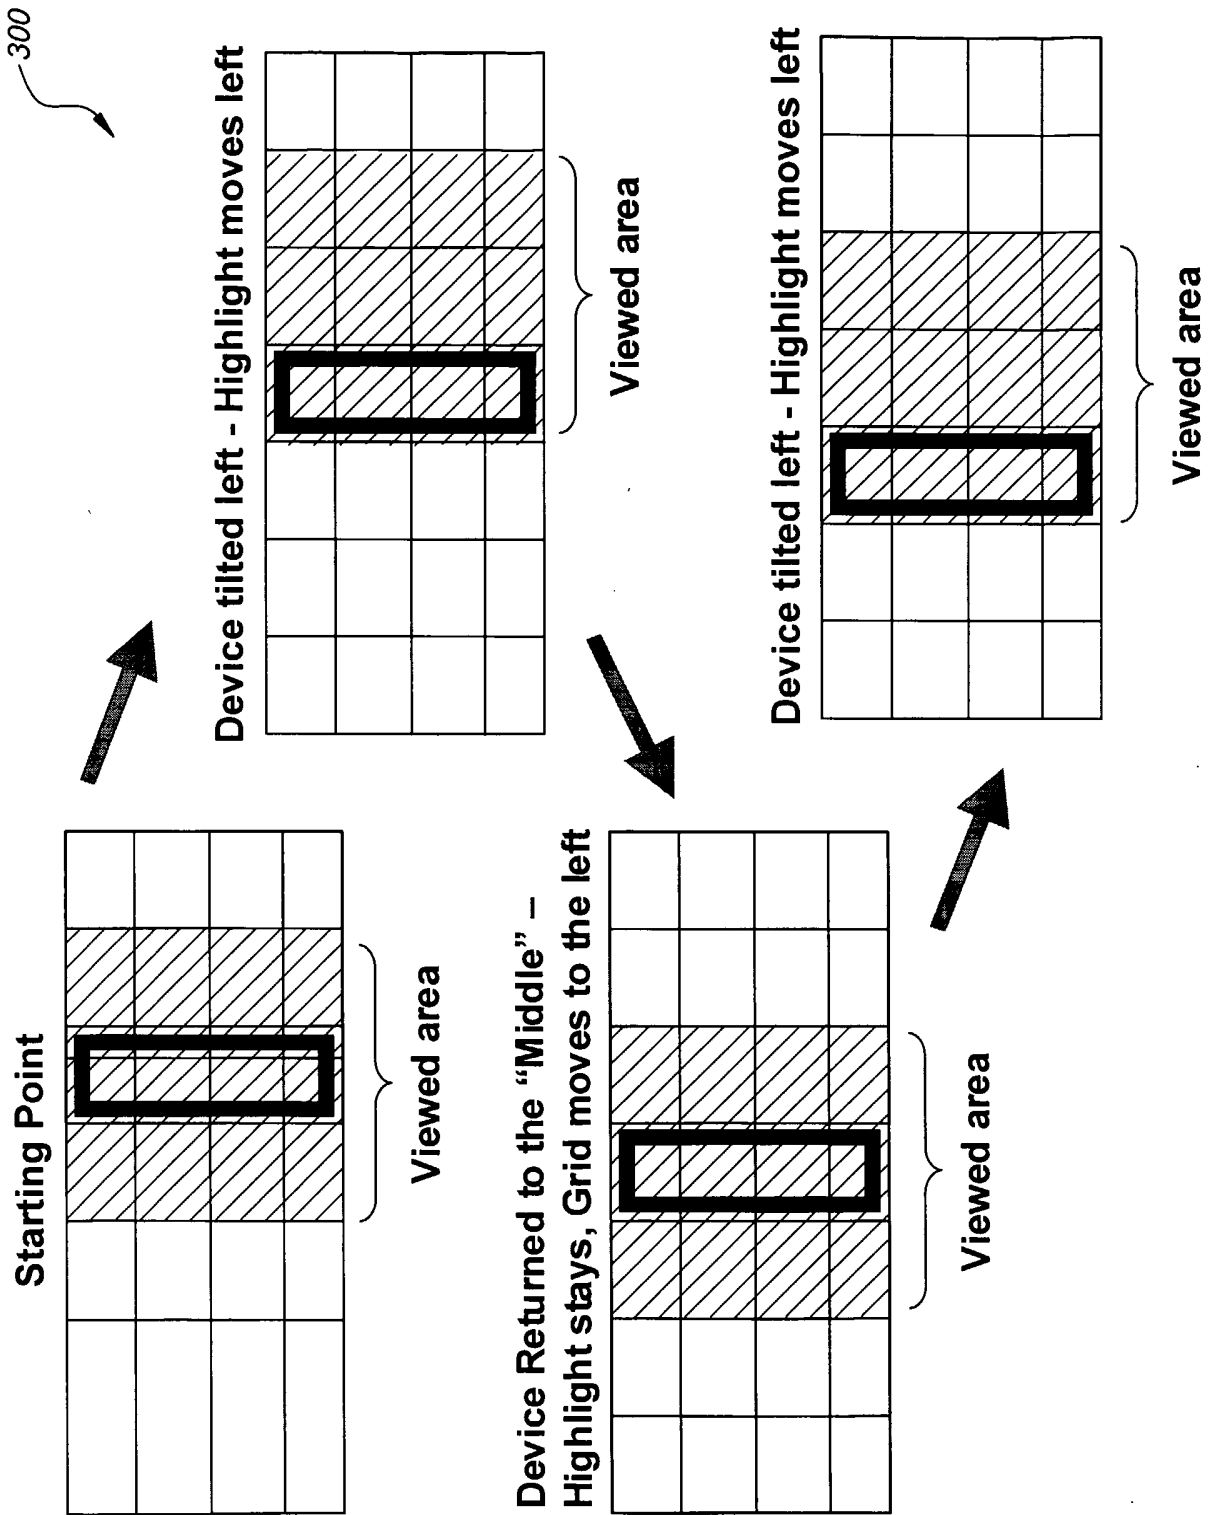 300
Starting Point
Viewed area
Device tilted left - Highlight moves left
Viewed area
Device Returned to the “Middle” –
Highlight stays, Grid moves to the left
Viewed area
Device tilted left - Highlight moves left
Viewed area